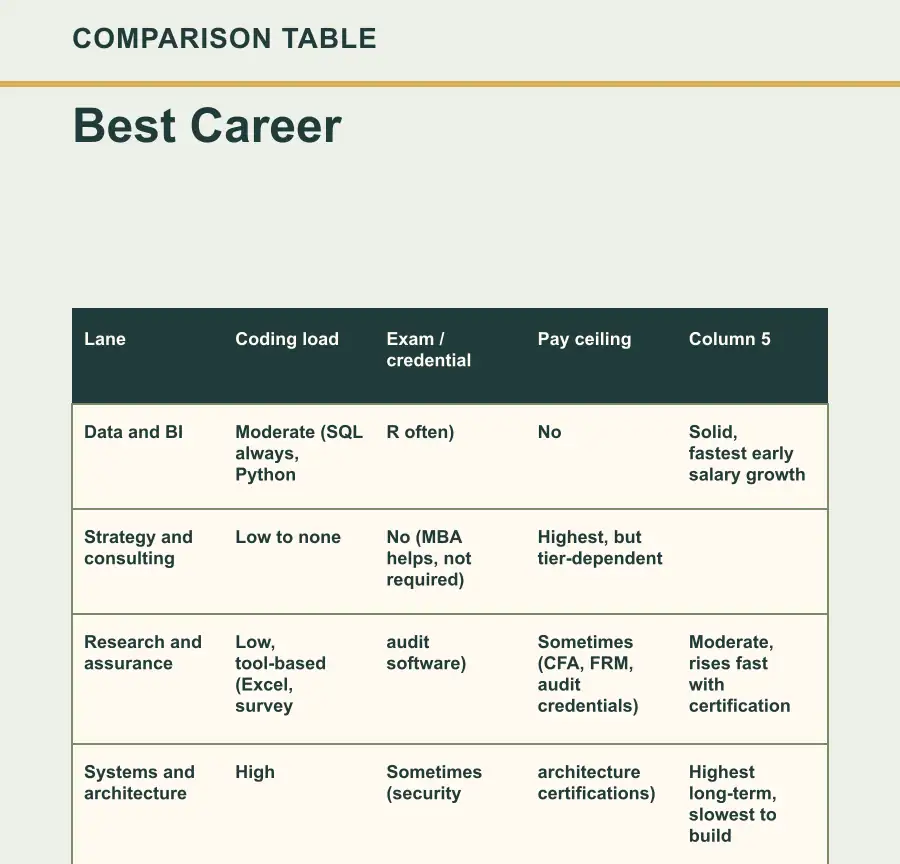 COMPARISON TABLE
Best Career
Lane
Coding load
Exam /
credential
Pay ceiling
Column 5
Data and BI
Moderate (SQL
always,
Python
R often)
No
Solid,
fastest early
salary growth
Strategy and
consulting
Low to none
No (MBA
helps, not
required)
Highest, but
tier-dependent
Research and
assurance
Low,
tool-based
(Excel,
survey
audit
software)
Sometimes
(CFA, FRM,
audit
credentials)
Moderate,
rises fast
with
certification
Systems and
architecture
High
Sometimes
(security
architecture
certifications)
Highest
long-term,
slowest to
build